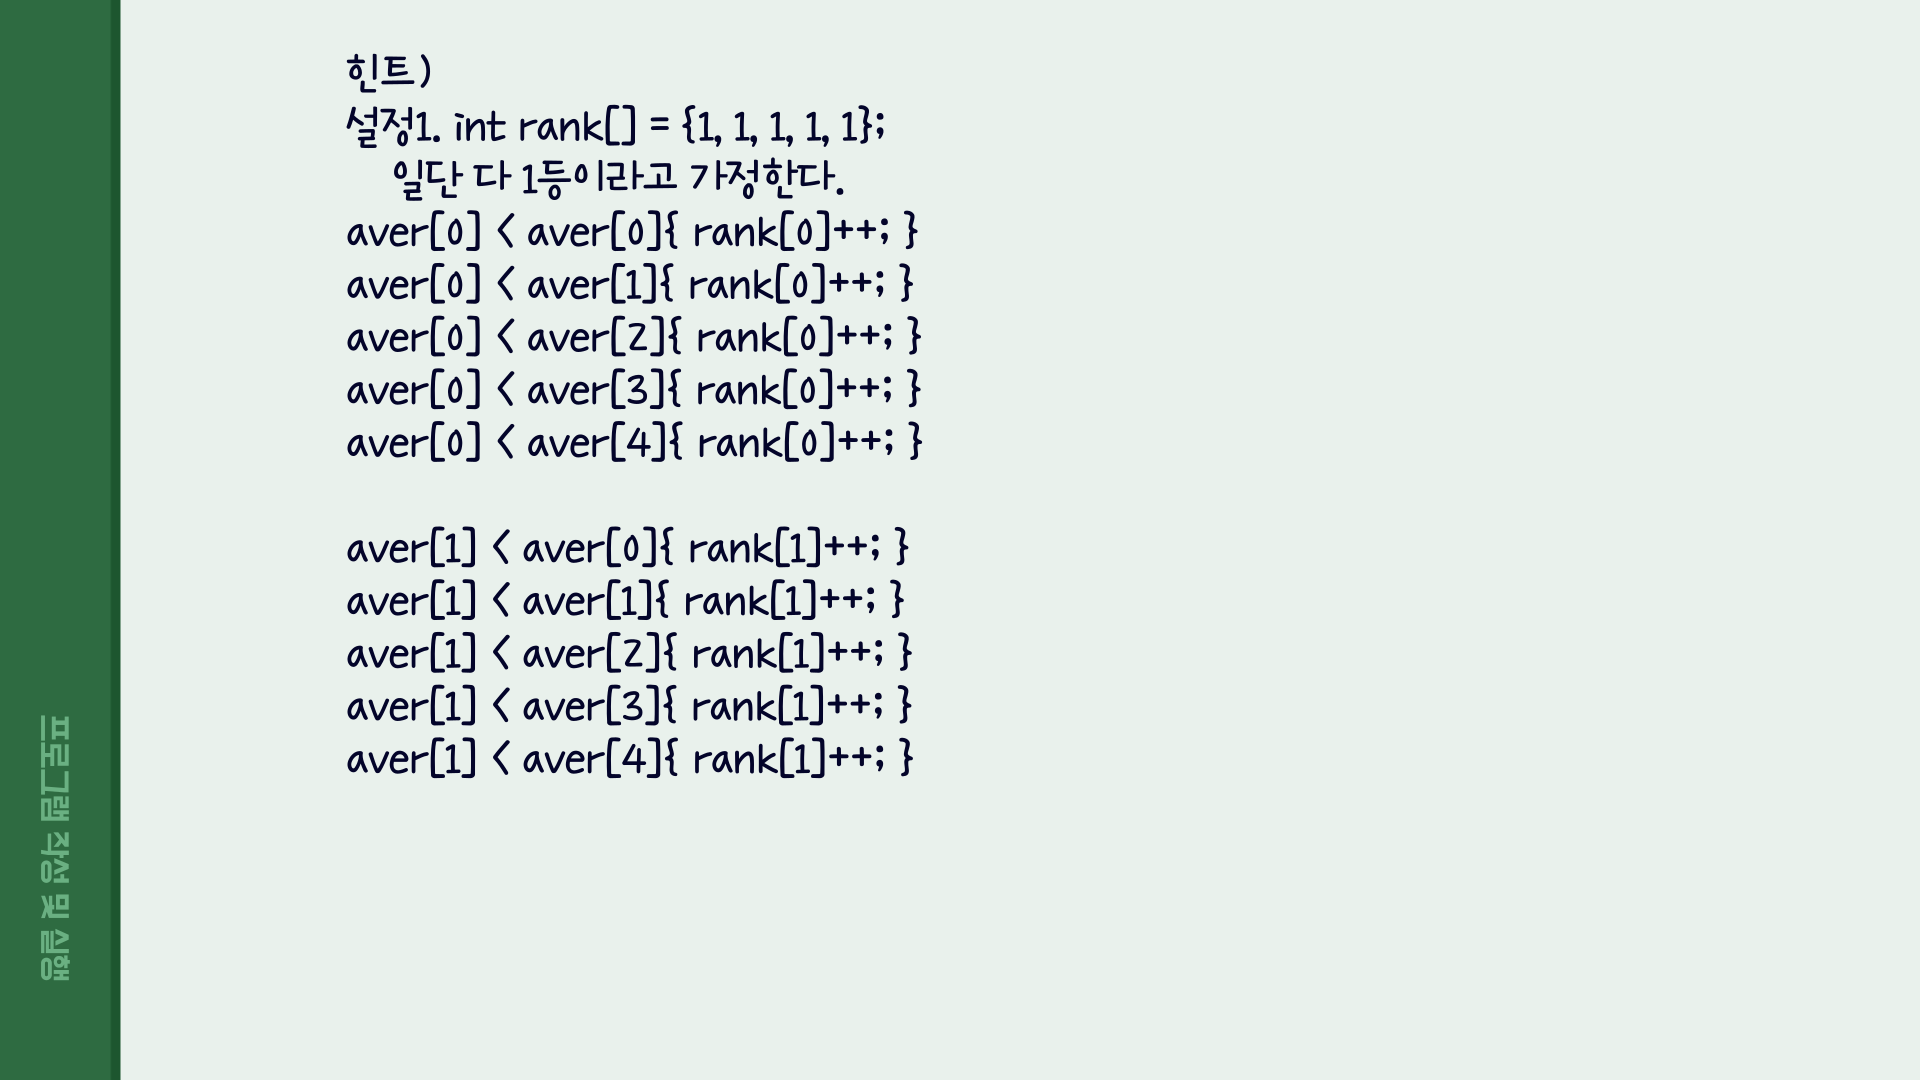 힌트)
설정1. int rank[] = {1, 1, 1, 1, 1};
일단 다 1등이라고 가정한다.
aver[0] < aver[0]{ rank[0]++; }
aver[0] < aver[1]{ rank[0]++; }
aver[0] < aver[2]{ rank[0]++; }
aver[0] < aver[3]{ rank[0]++; }
aver[0] < aver[4]{ rank[0]++; }
aver[1] < aver[0]{ rank[1]++; }
aver[1] < aver[1]{ rank[1]++; }
aver[1] < aver[2]{ rank[1]++; }
aver[1] < aver[3]{ rank[1]++; }
aver[1] < aver[4]{ rank[1]++; }
프로그램 작성 및 실행